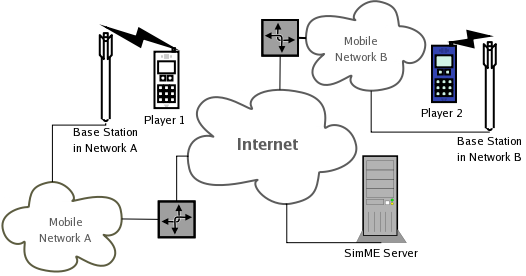 Mobile
Network B
Player 1
Player 2
Base Station
in Network A
Internet
Base Station
in Network B
Mobile
Network A
SimME Server